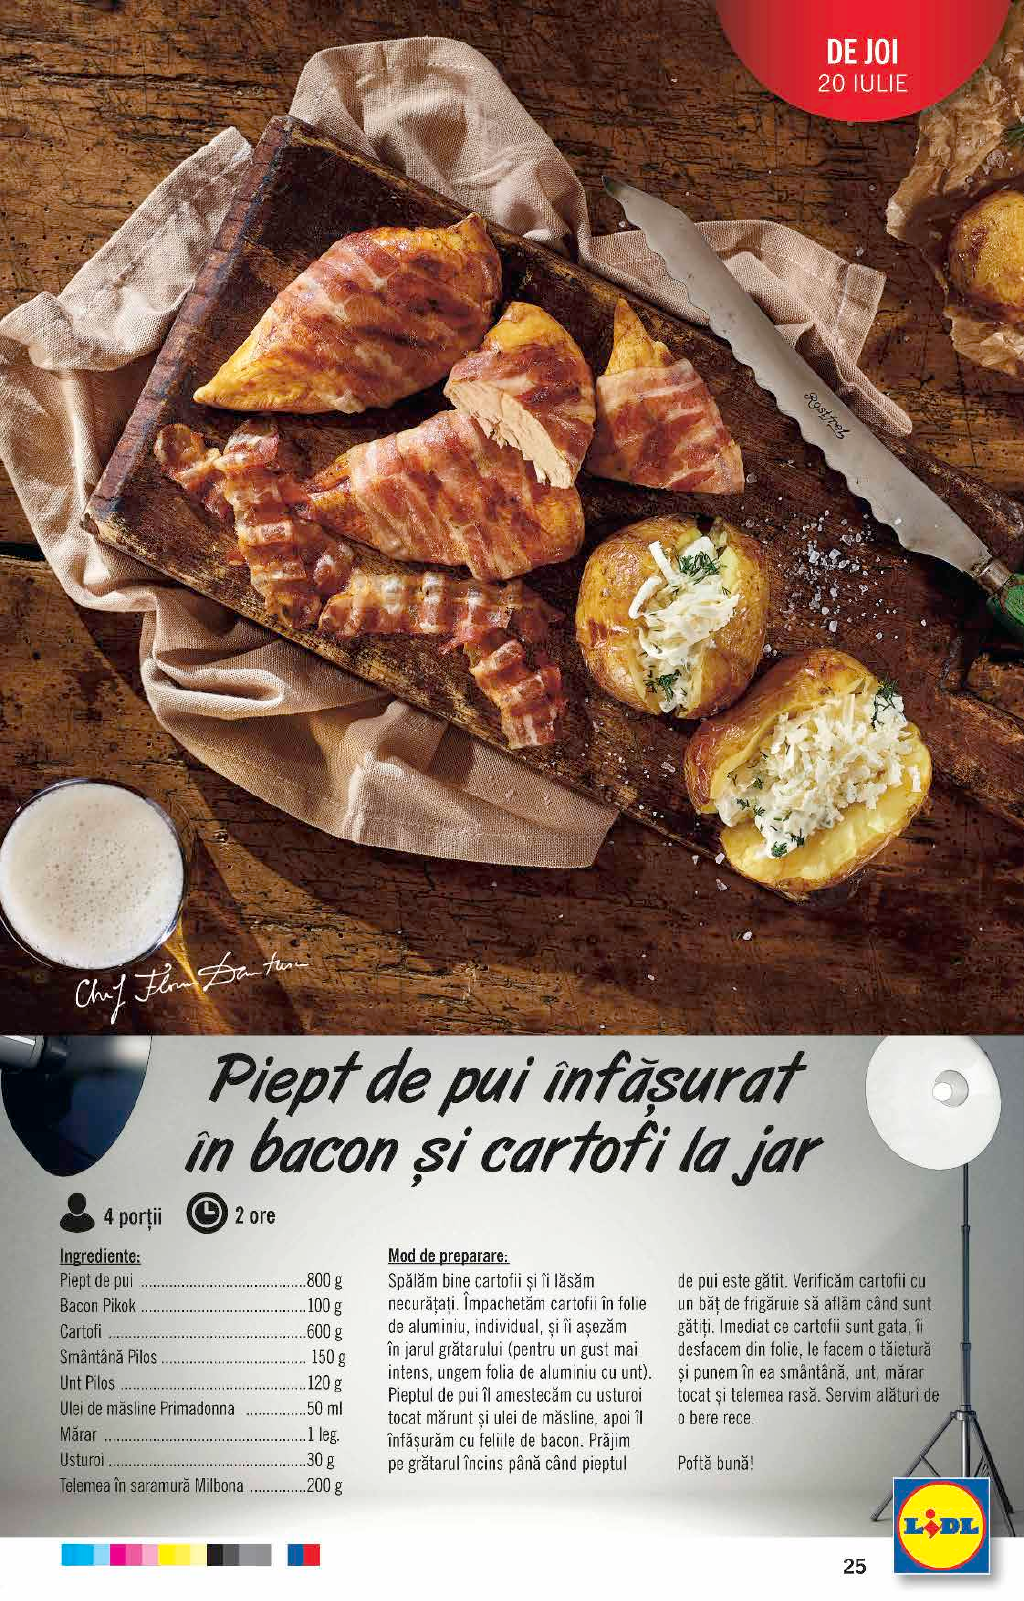 DE JOI
20 IULIE
Rosttrel
Chef Florin Dumitrescu
Piept de pui înfășurat
în bacon și cartofi la jar
4 porții
2 ore
Ingrediente:
Piept de pui ........................................800 g
Bacon Pikok ........................................100 g
Cartofi ................................................600 g
Smântână Pilos .................................... 150 g
Unt Pilos .............................................120 g
Ulei de măsline Primadonna ...............50 ml
Mărar .................................................1 leg.
Usturoi ................................................30 g
Telemea în saramură Milbona ..............200 g
Mod de preparare:
Spălăm bine cartofii și îi lăsăm
necurățați. Împachetăm cartofii în folie
de aluminiu, individual, și îi așezăm
în jarul grătarului (pentru un gust mai
intens, ungem folia de aluminiu cu unt).
Pieptul de pui îl amestecăm cu usturoi
tocat mărunt și ulei de măsline, apoi îl
înfășurăm cu feliile de bacon. Prăjim
pe grătarul încins până când pieptul
de pui este gătit. Verificăm cartofii cu
un băț de frigăruie să aflăm când sunt
gătiți. Imediat ce cartofii sunt gata, îi
desfacem din folie, le facem o tăietură
și punem în ea smântână, unt, mărar
tocat și telemea rasă. Servim alături de
o bere rece.
Poftă bună!
LIDL
25